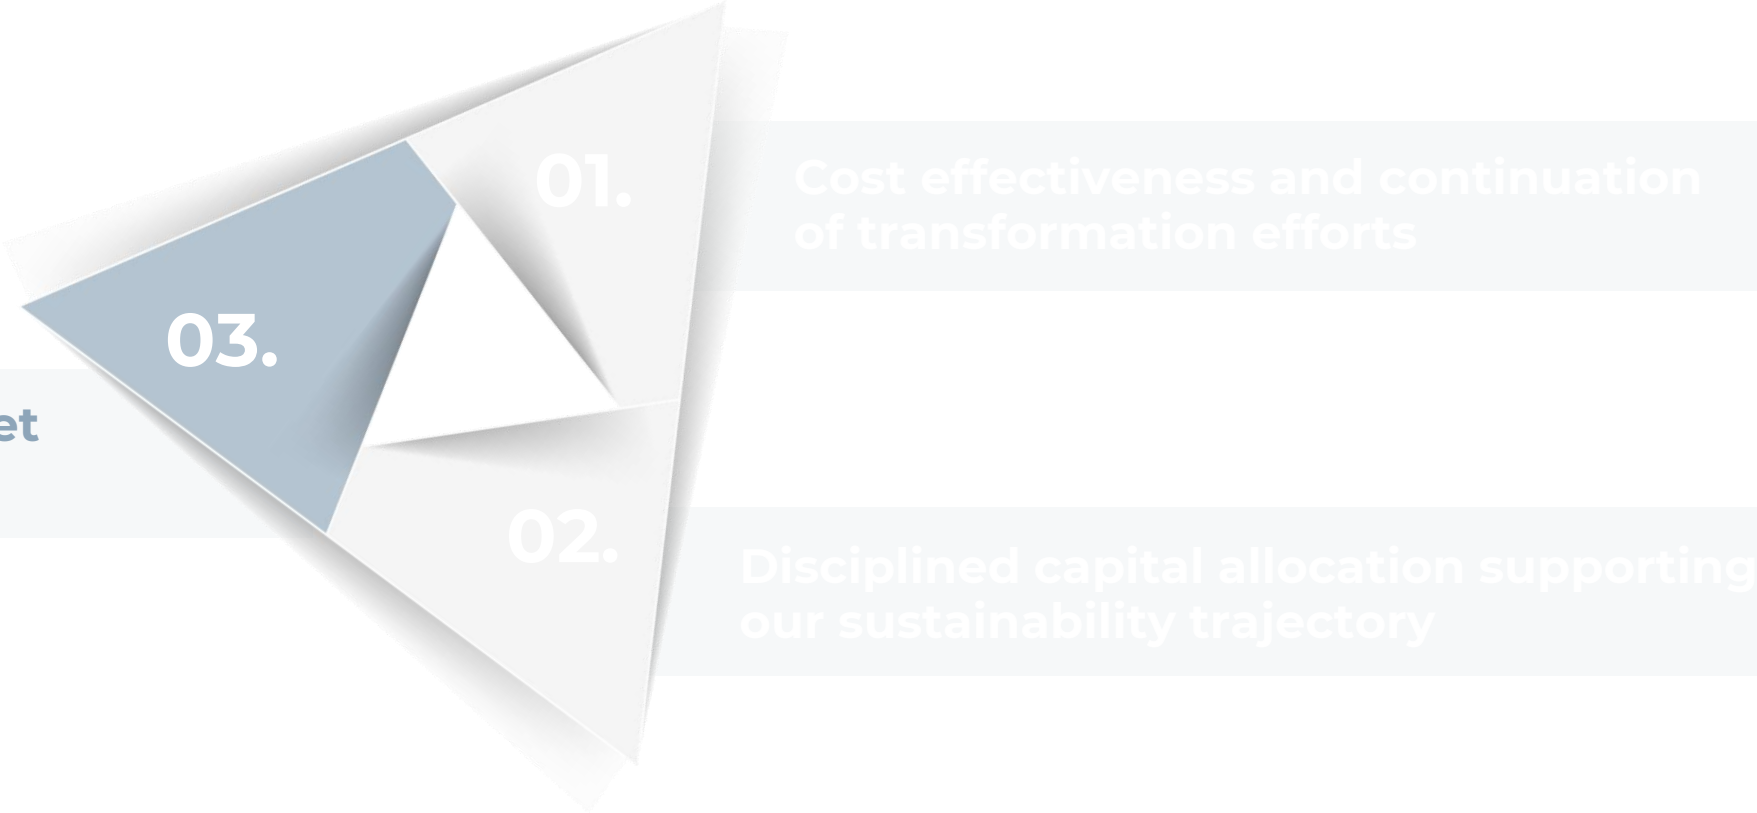 01.
Cost effectiveness and continuation
of transformation efforts
03.
et
02.
Disciplined capital allocation supporting
our sustainability trajectory